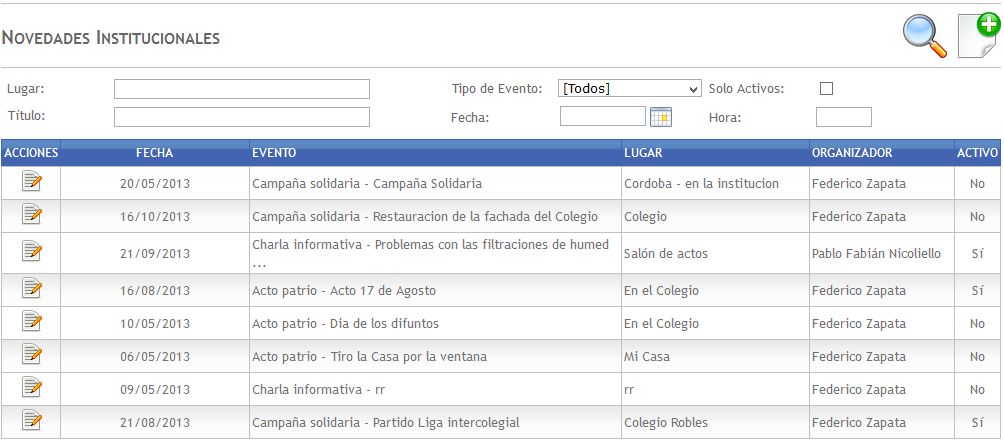 NOVEDADES INSTITUCIONALES
Lugar: Tipo de Evento: [Todos] Solo Activos:
Título: Fecha: Hora:
ACCIONES FECHA EVENTO LUGAR ORGANIZADOR ACTIVO
20/05/2013 Campaña solidaria - Campaña Solidaria Cordoba - en la institucion Federico Zapata No
16/10/2013 Campaña solidaria - Restauracion de la fachada del Colegio Colegio Federico Zapata No
21/09/2013 Charla informativa - Problemas con las filtraciones de humed Salón de actos Pablo Fabián Nicoliello Sí
...
16/08/2013 Acto patrio - Acto 17 de Agosto En el Colegio Federico Zapata Sí
10/05/2013 Acto patrio - Dia de los difuntos En el Colegio Federico Zapata No
06/05/2013 Acto patrio - Tiro la Casa por la ventana Mi Casa Federico Zapata No
09/05/2013 Charla informativa - rr rr Federico Zapata No
21/08/2013 Campaña solidaria - Partido Liga intercolegial Colegio Robles Federico Zapata Sí